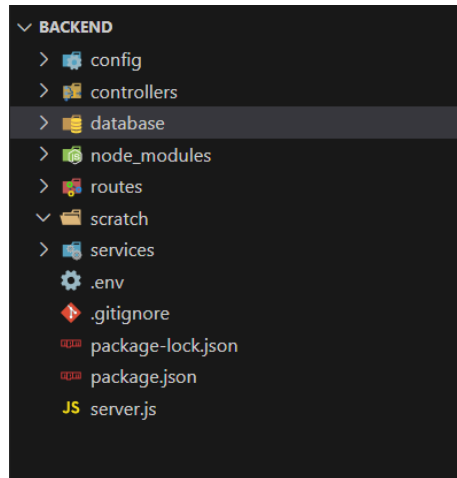 BACKEND
config
controllers
database
node_modules
routes
scratch
services
.env
.gitignore
package-lock.json
package.json
JS server.js